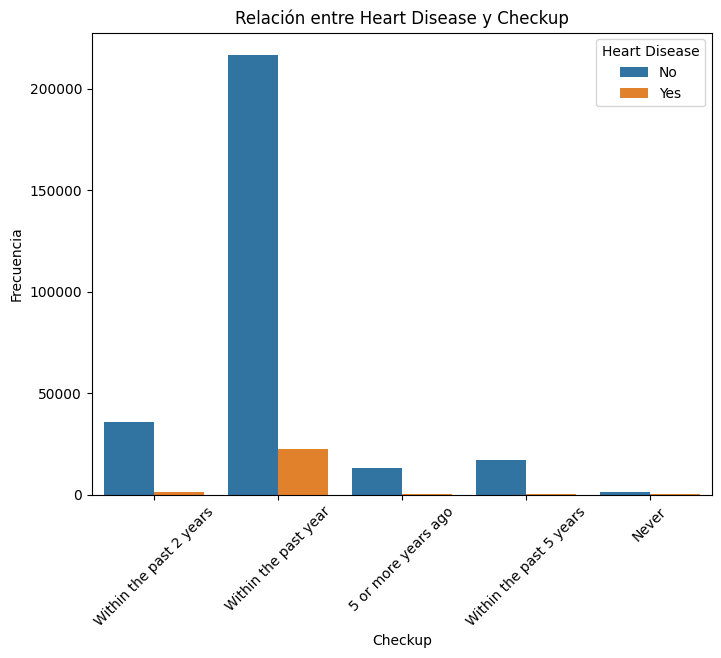 Relación entre Heart Disease y Checkup
Heart Disease
No
Yes
200000
150000
100000
50000
0
Frecuencia
Within the past 2 years
Within the past year
5 or more years ago
Within the past 5 years
Never
Checkup